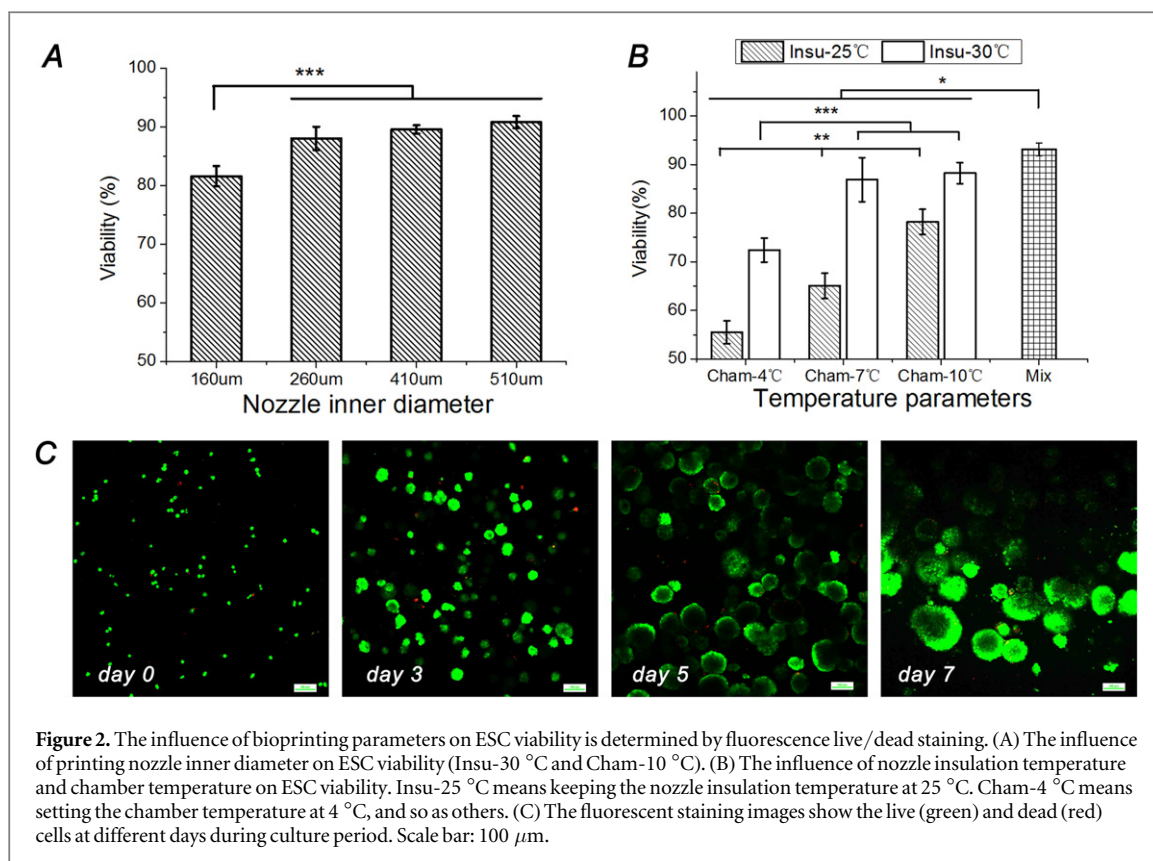 A
B
Insu-25℃ Insu-30℃
***
*
***
**
Viability (%)
100
90
80
70
60
50
160um 260um 410um 510um
Nozzle inner diameter
Viability(%)
100
90
80
70
60
50
Cham-4℃ Cham-7℃ Cham-10℃ Mix
Temperature parameters
C
day 0
day 3
day 5
day 7
Figure 2. The influence of bioprinting parameters on ESC viability is determined by fluorescence live/dead staining. (A) The influence
of printing nozzle inner diameter on ESC viability (Insu-30 °C and Cham-10 °C). (B) The influence of nozzle insulation temperature
and chamber temperature on ESC viability. Insu-25 °C means keeping the nozzle insulation temperature at 25 °C. Cham-4 °C means
setting the chamber temperature at 4 °C, and so as others. (C) The fluorescent staining images show the live (green) and dead (red)
cells at different days during culture period. Scale bar: 100 μm.